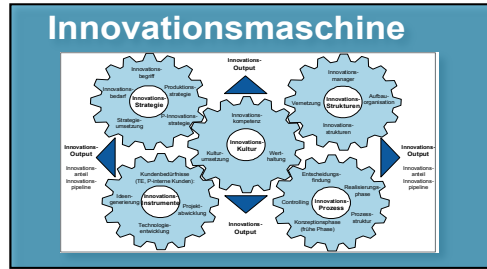 Innovationsmaschine
Innovations-
begriff
Innovations-
bedarf
Produktions-
strategie
Innovations-
Strategie
Strategie-
umsetzung
P-Innovations-
strategie
Innovations-
Output
Innovations-
manager
Vernetzung
Aufbau-
organisation
Innovations-
Strukturen
Innovations-
strukturen
Innovations-
kompetenz
Innovations-
Kultur
Kultur-
umsetzung
Wert-
haltung
Innovations-
Output
Innovations-
anteil
Innovations-
pipeline
Innovations-
Output
Innovations-
anteil
Innovations-
pipeline
Kundenbedürfnisse
(TE, P-interne Kunden):
Ideen-
generierung
Innovations-
Instrumente
Projekt-
abwicklung
Technologie-
entwicklung
Innovations-
Output
Entscheidungs-
findung
Realisierungs-
phase
Controlling
Innovations-
Prozess
Prozess-
struktur
Konzeptionsphase
(frühe Phase)